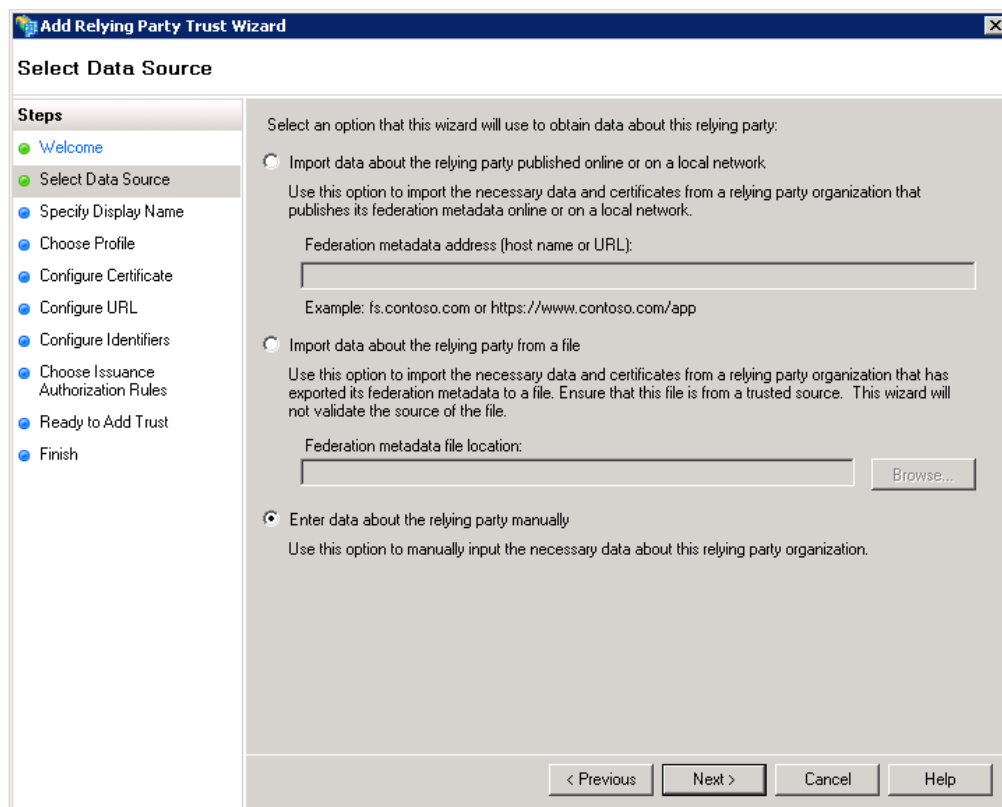 Add Relying Party Trust Wizard
Select Data Source
Steps
Welcome
Select Data Source
Specify Display Name
Choose Profile
Configure Certificate
Configure URL
Configure Identifiers
Choose Issuance
Authorization Rules
Ready to Add Trust
Finish
Select an option that this wizard will use to obtain data about this relying party:
Import data about the relying party published online or on a local network
Use this option to import the necessary data and certificates from a relying party organization that
publishes its federation metadata online or on a local network.
Federation metadata address (host name or URL):
Example: fs.contoso.com or https://www.contoso.com/app
Import data about the relying party from a file
Use this option to import the necessary data and certificates from a relying party organization that has
exported its federation metadata to a file. Ensure that this file is from a trusted source.  This wizard will
not validate the source of the file.
Federation metadata file location:
Browse...
Enter data about the relying party manually
Use this option to manually input the necessary data about this relying party organization.
< Previous
Next >
Cancel
Help